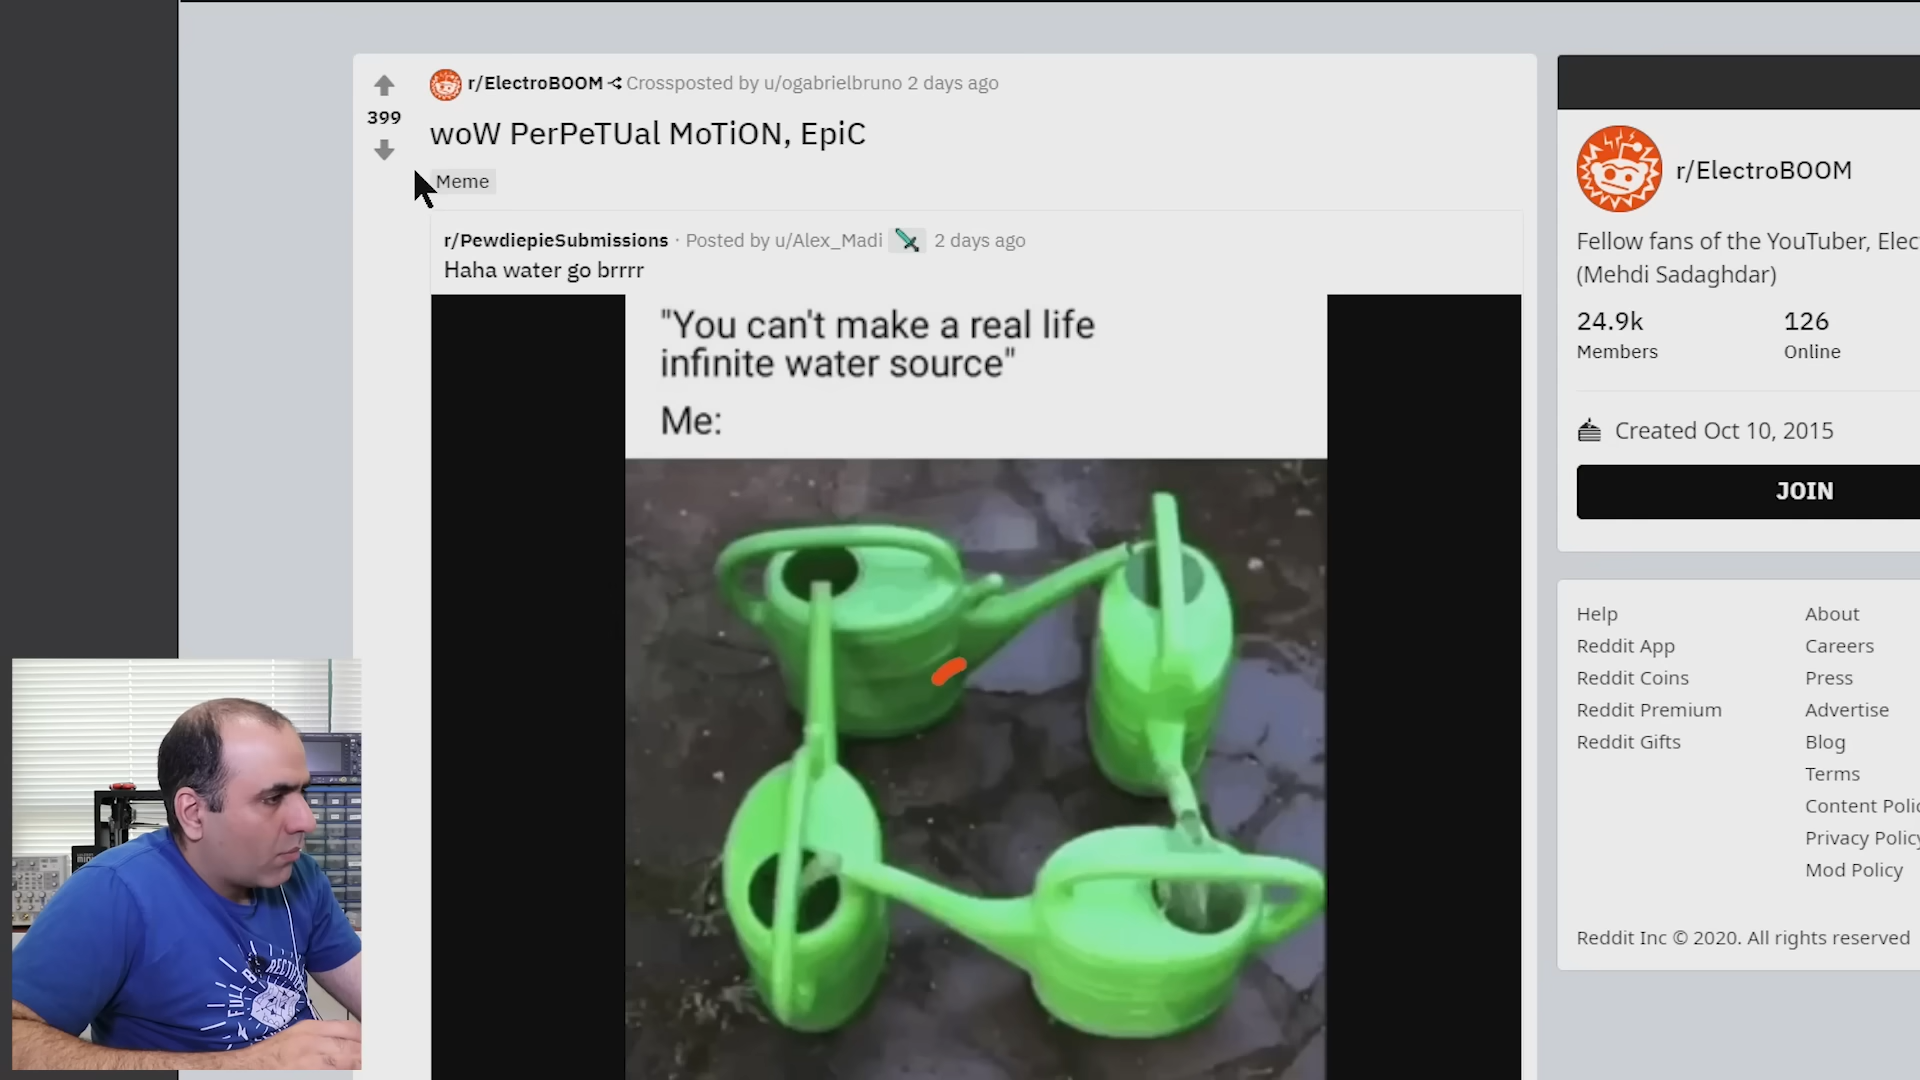 r/ElectroBOOM Crossposted by u/ogabrielbruno 2 days ago
399
woW PerPeTUal MoTiON, EpiC
Meme
r/PewdiepieSubmissions · Posted by u/Alex_Madi 2 days ago
Haha water go brrrr
"You can't make a real life
infinite water source"
Me:
r/ElectroBOOM
Fellow fans of the YouTuber, Elec
(Mehdi Sadaghdar)
24.9k 126
Members Online
Created Oct 10, 2015
JOIN
Help About
Reddit App Careers
Reddit Coins Press
Reddit Premium Advertise
Reddit Gifts Blog
Terms
Content Polic
Privacy Policy
Mod Policy
Reddit Inc © 2020. All rights reserved
FULL B RECTIFIE